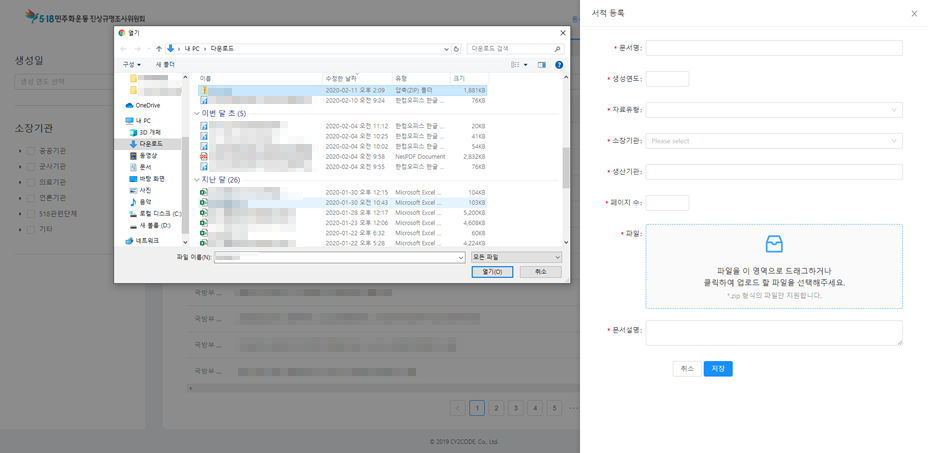 5·18민주화운동 진상규명조사위원회
생성일
생성 연도 선택
소장기관
공공기관
군사기관
의료기관
언론기관
518관련단체
기타
열기
내 PC › 다운로드
다운로드 검색
구성
새 폴더
OneDrive
내 PC
3D 개체
다운로드
동영상
문서
바탕 화면
사진
음악
로컬 디스크 (C:)
새 볼륨 (D:)
네트워크
이름 수정한 날짜 유형 크기
2020-02-11 오후 2:09 압축(ZIP) 폴더 1,881KB
2020-02-10 오전 9:24 한컴오피스 한글 ... 76KB
이번 달 초 (5)
2020-02-04 오전 11:12 한컴오피스 한글 ... 20KB
2020-02-04 오전 10:25 한컴오피스 한글 ... 41KB
2020-02-04 오전 10:02 한컴오피스 한글 ... 54KB
2020-02-04 오전 9:58 NesPDF Document 2,832KB
2020-02-04 오전 9:55 한컴오피스 한글 ... 76KB
지난 달 (26)
2020-01-30 오후 12:15 Microsoft Excel ... 104KB
2020-01-30 오전 10:43 Microsoft Excel ... 103KB
2020-01-28 오후 12:17 Microsoft Excel ... 5,200KB
2020-01-23 오후 12:06 Microsoft Excel ... 4,608KB
2020-01-22 오후 6:32 Microsoft Excel ... 60KB
2020-01-22 오후 5:28 Microsoft Excel ... 4,224KB
파일 이름(N):
모든 파일
열기(O)
취소
국방부 ...
국방부 ...
국방부 ...
국방부 ...
1 2 3 4 5 ···
© 2019 CY2CODE Co., Ltd.
서적 등록
* 문서명:
* 생성연도:
* 자료유형:
* 소장기관: Please select
* 생산기관:
* 페이지 수:
* 파일:
파일을 이 영역으로 드래그하거나
클릭하여 업로드 할 파일을 선택해주세요.
*.zip 형식의 파일만 지원합니다.
* 문서설명:
취소
저장